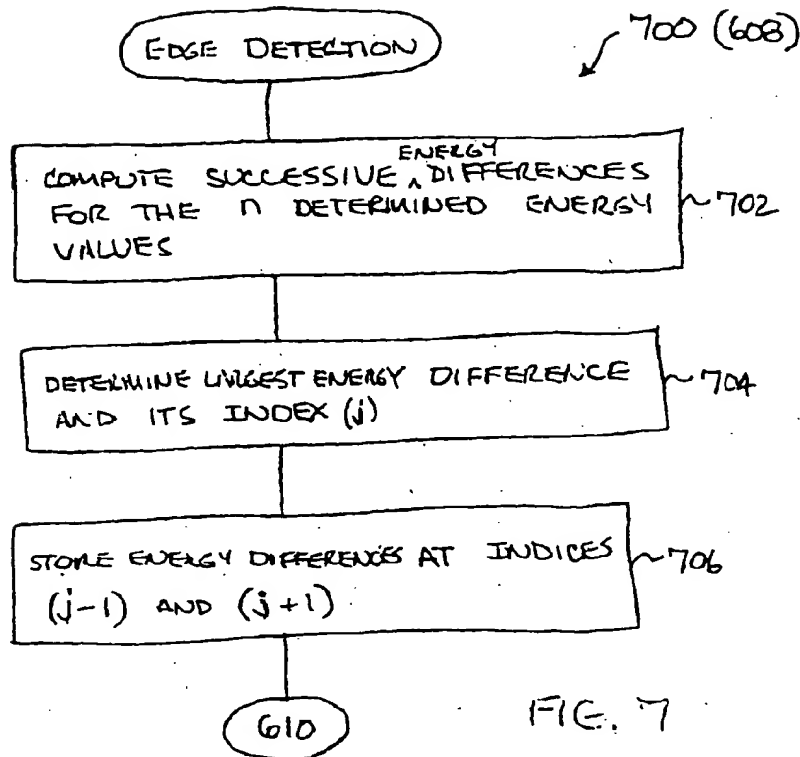 EDGE DETECTION
700 (608)
COMPUTE SUCCESSIVE ^ ENERGY DIFFERENCES
FOR THE n DETERMINED ENERGY
VALUES
702
DETERMINE LARGEST ENERGY DIFFERENCE
AND ITS INDEX (j)
704
STORE ENERGY DIFFERENCES AT INDICES
(j-1) AND (j+1)
706
610
FIG. 7